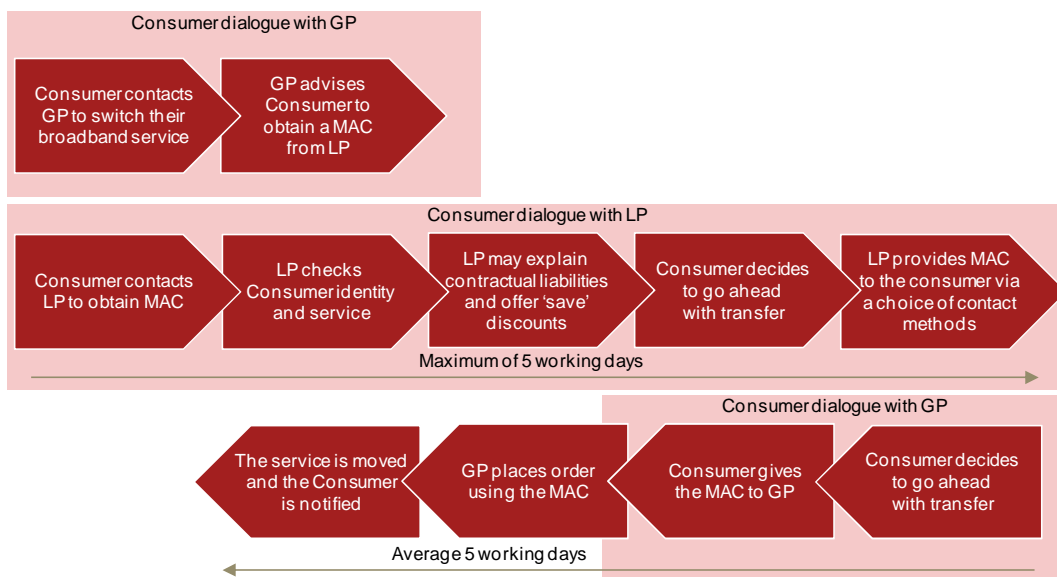 Consumer dialogue with GP
Consumer contacts
GP to switch their
broadband service
GP advises
Consumer to
obtain a MAC
from LP
Consumer dialogue with LP
Consumer contacts
LP to obtain MAC
LP checks
Consumer identity
and service
LP may explain
contractual liabilities
and offer ‘save’
discounts
Consumer decides
to go ahead
with transfer
LP provides MAC
to the consumer via
a choice of contact
methods
Maximum of 5 working days
Consumer dialogue with GP
The service is moved
and the Consumer
is notified
GP places order
using the MAC
Consumer gives
the MAC to GP
Consumer decides
to go ahead
with transfer
Average 5 working days